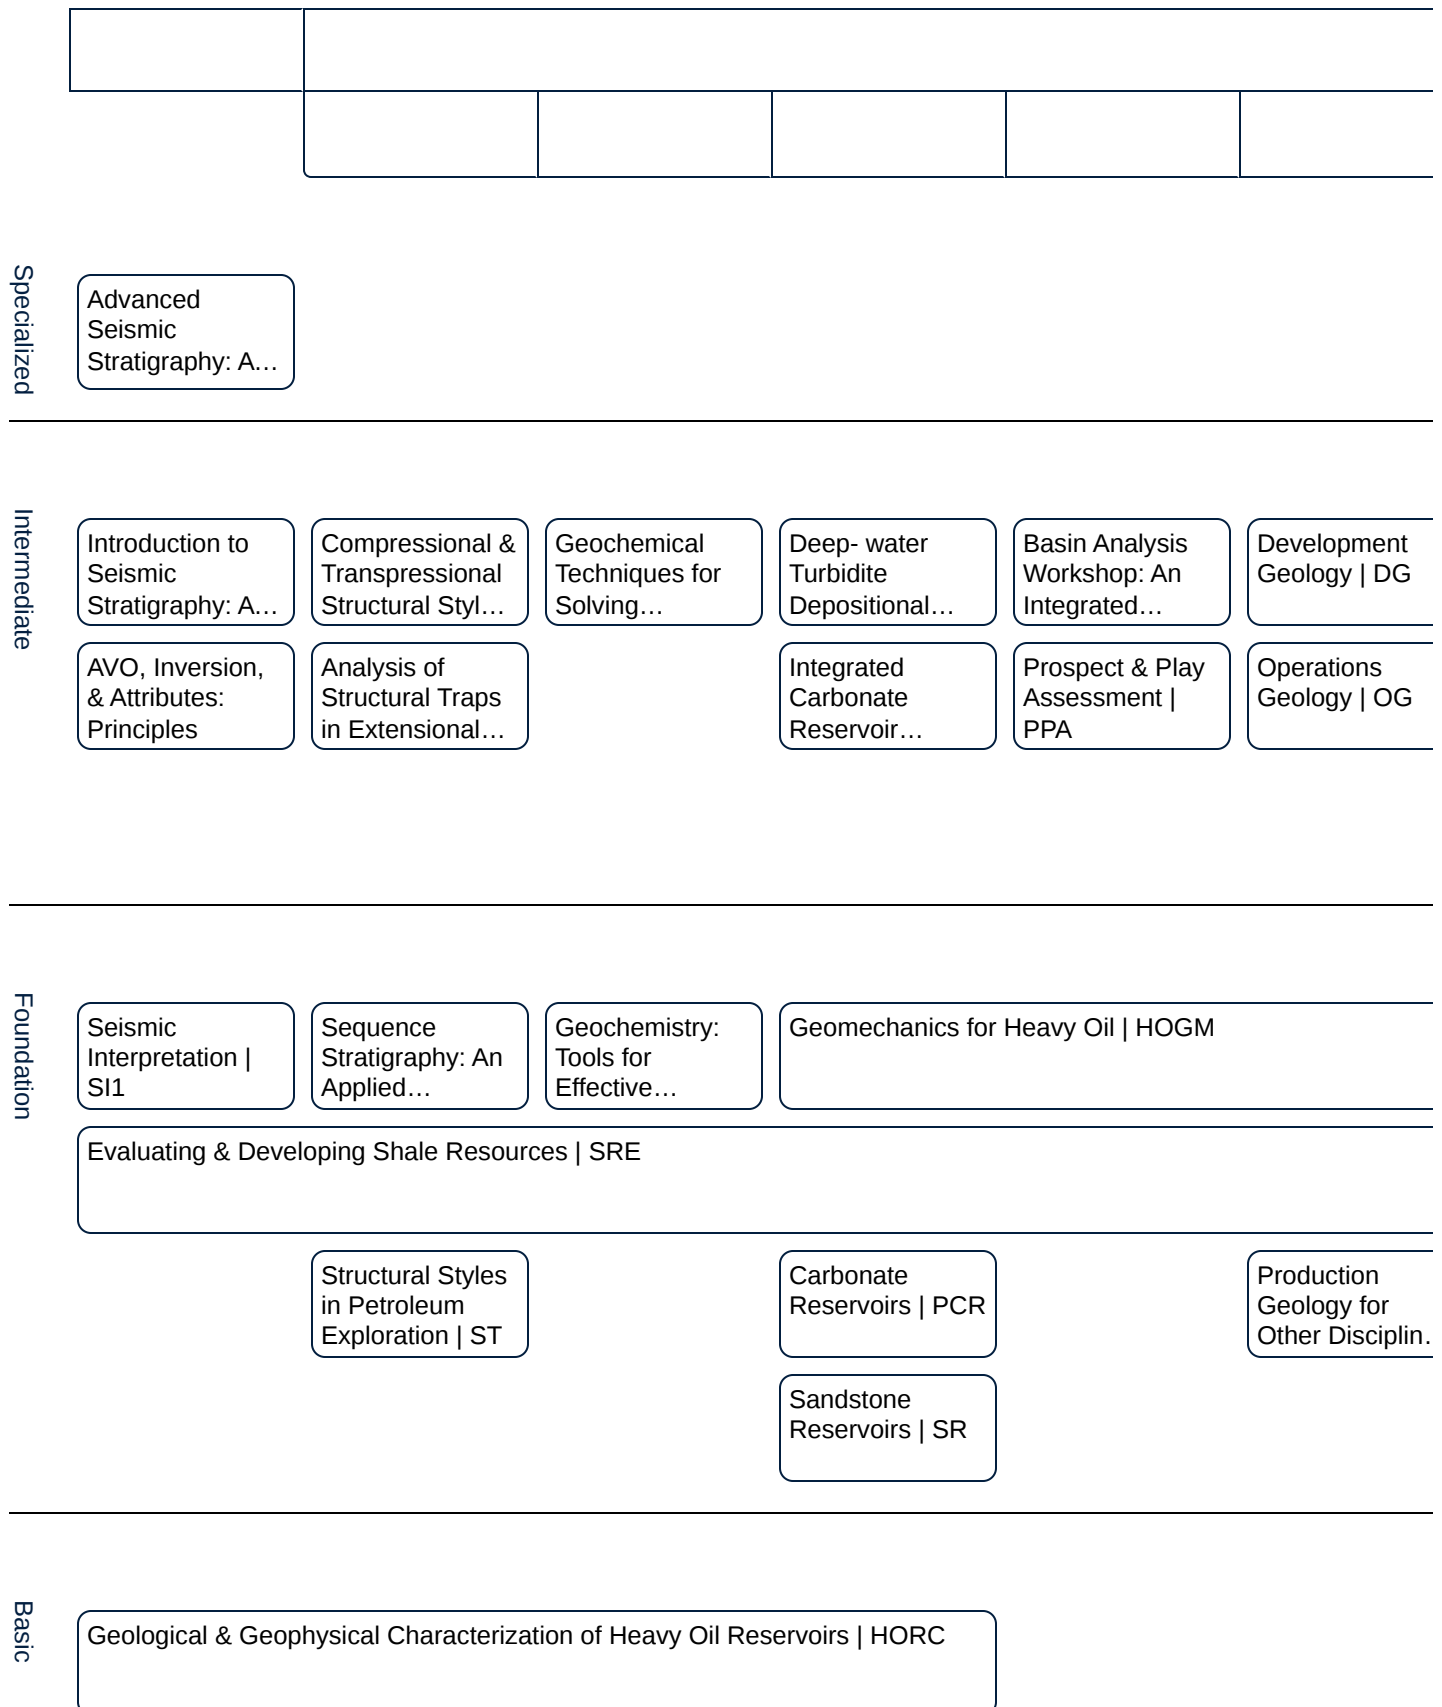 Specialized
Advanced
Seismic
Stratigraphy: A…
Intermediate
Introduction to
Seismic
Stratigraphy: A…
Compressional &
Transpressional
Structural Styl…
Geochemical
Techniques for
Solving…
Deep- water
Turbidite
Depositional…
Basin Analysis
Workshop: An
Integrated…
Development
Geology | DG
AVO, Inversion,
& Attributes:
Principles
Analysis of
Structural Traps
in Extensional…
Integrated
Carbonate
Reservoir…
Prospect & Play
Assessment |
PPA
Operations
Geology | OG
Foundation
Seismic
Interpretation |
SI1
Sequence
Stratigraphy: An
Applied…
Geochemistry:
Tools for
Effective…
Geomechanics for Heavy Oil | HOGM
Evaluating & Developing Shale Resources | SRE
Structural Styles
in Petroleum
Exploration | ST
Carbonate
Reservoirs | PCR
Production
Geology for
Other Disciplin.
Sandstone
Reservoirs | SR
Basic
Geological & Geophysical Characterization of Heavy Oil Reservoirs | HORC